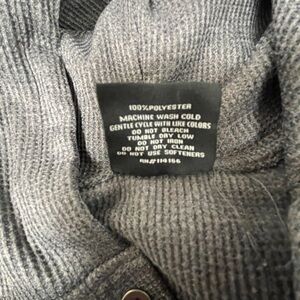 100%POLYESTER
MACHINE WASH COLD
GENTLE CYCLE WITH LIKE COLORS
DO NOT BLEACH
TUMBLE DRY LOW
DO NOT IRON
DO NOT DRY CLEAN
DO NOT USE SOFTENERS
RN#114166